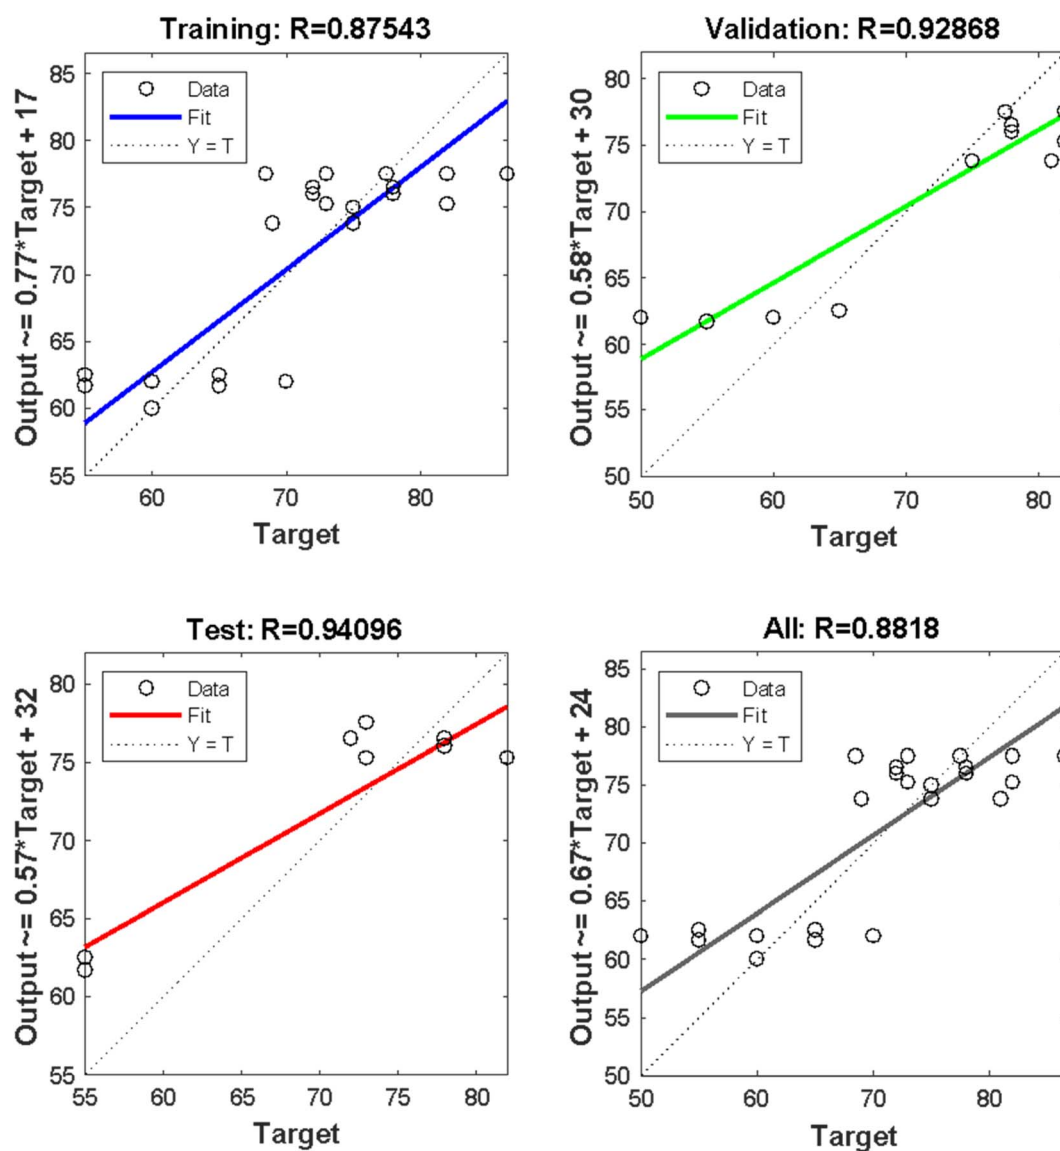 Training: R=0.87543
Output ~= 0.77*Target + 17
85
80
75
70
65
60
55
Data
Fit
Y = T
60
70
80
Target
Validation: R=0.92868
Output ~= 0.58*Target + 30
80
75
70
65
60
55
50
Data
Fit
Y = T
50
60
70
80
Target
Test: R=0.94096
Output ~= 0.57*Target + 32
80
75
70
65
60
55
Data
Fit
Y = T
55
60
65
70
75
80
Target
All: R=0.8818
Output ~= 0.67*Target + 24
85
80
75
70
65
60
55
50
Data
Fit
Y = T
50
60
70
80
Target